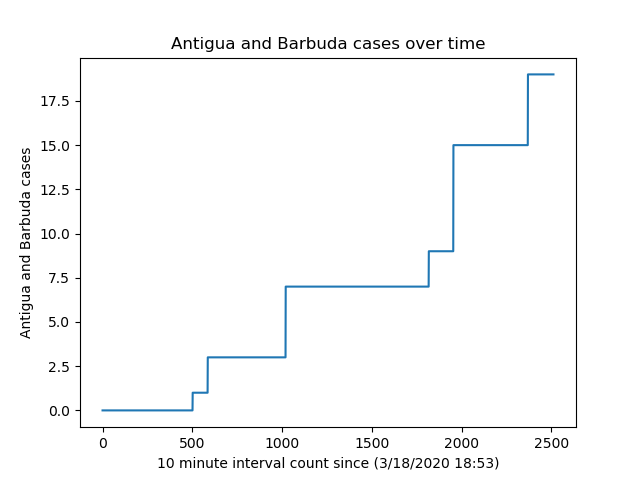 Antigua and Barbuda cases over time
17.5
15.0
12.5
10.0
7.5
5.0
2.5
0.0
Antigua and Barbuda cases
0 500 1000 1500 2000 2500
10 minute interval count since (3/18/2020 18:53)